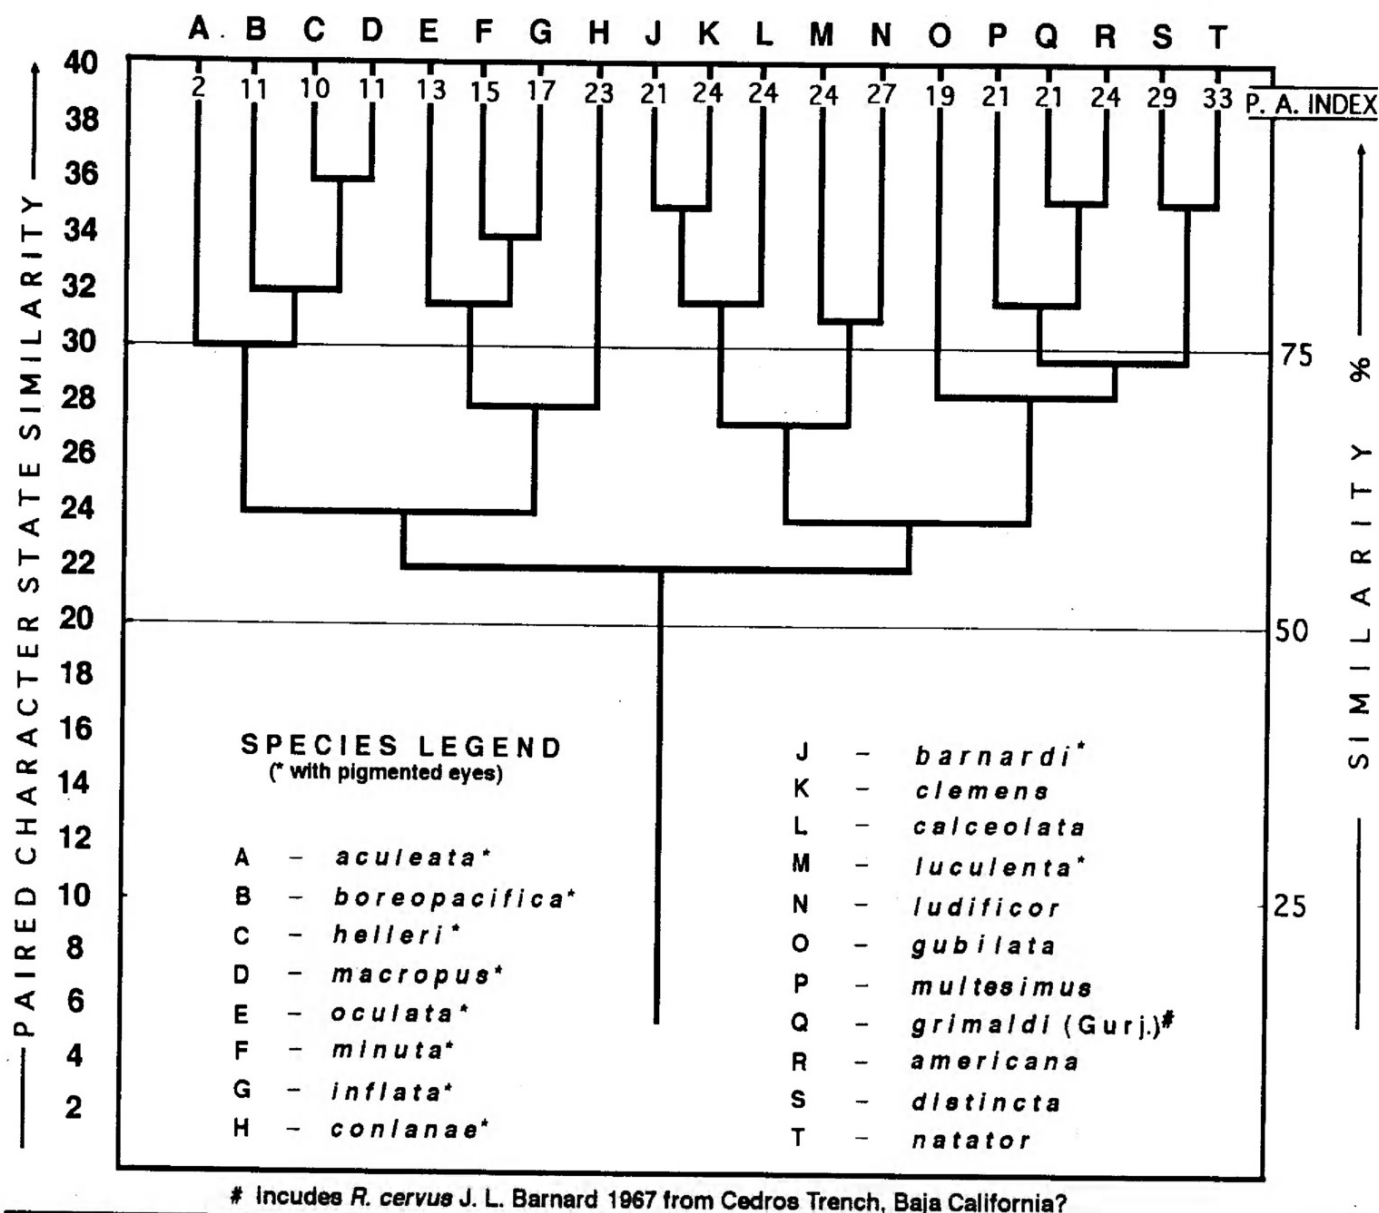 A B C D E F G H J K L M N O P Q R S T
2 11 10 11 13 15 17 23 21 24 24 24 27 19 21 21 24 29 33 P. A. INDEX
40
38
36
34
32
30
28
26
24
22
20
18
16
14
12
10
8
6
4
2
PAIRED CHARACTER STATE SIMILARITY
75
50
25
SIMILARITY %
SPECIES LEGEND
(* with pigmented eyes)
A – aculeata*
B – boreopacifica*
C – helleri*
D – macropus*
E – oculata*
F – minuta*
G – inflata*
H – conlanae*
J – barnardi*
K – clemens
L – calceolata
M – luculenta*
N – ludificor
O – gubilata
P – multesimus
Q – grimaldi (Gurj.)#
R – americana
S – distincta
T – natator
# Incudes R. cervus J. L. Barnard 1967 from Cedros Trench, Baja California?